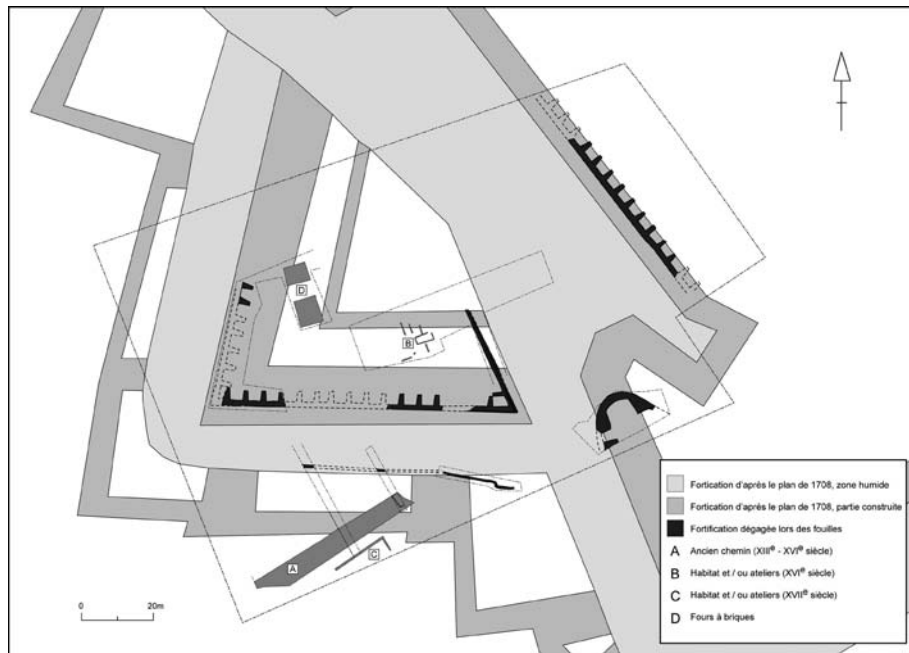 D
B
A
C
0 20m
Fortication d'après le plan de 1708, zone humide
Fortication d'après le plan de 1708, partie construite
Fortification dégagée lors des fouilles
A Ancien chemin (XIIIe - XVIe siècle)
B Habitat et / ou ateliers (XVIe siècle)
C Habitat et / ou ateliers (XVIIe siècle)
D Fours à briques